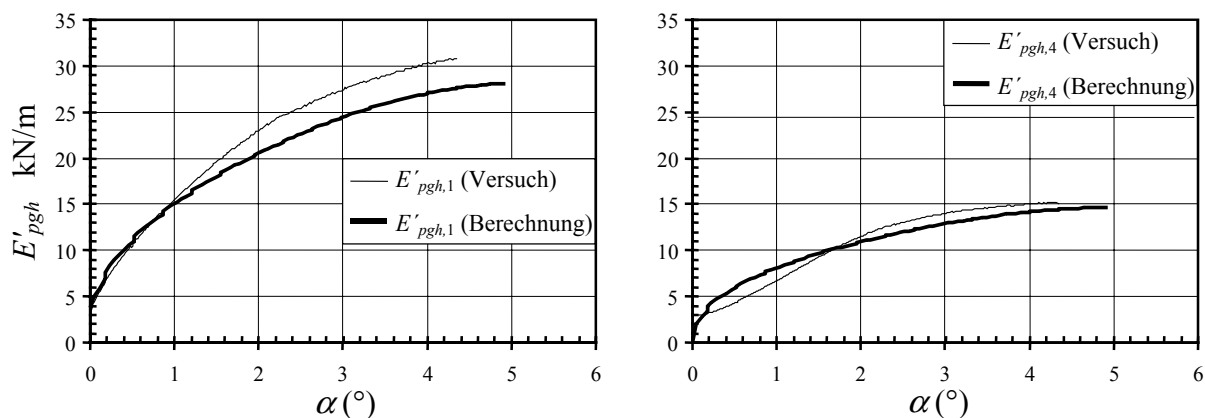 E'pgh kN/m
35
30
25
20
15
10
5
0
E'pgh,1 (Versuch)
E'pgh,1 (Berechnung)
0 1 2 3 4 5 6
α (°)
35
30
25
20
15
10
5
0
E'pgh,4 (Versuch)
E'pgh,4 (Berechnung)
0 1 2 3 4 5 6
α (°)